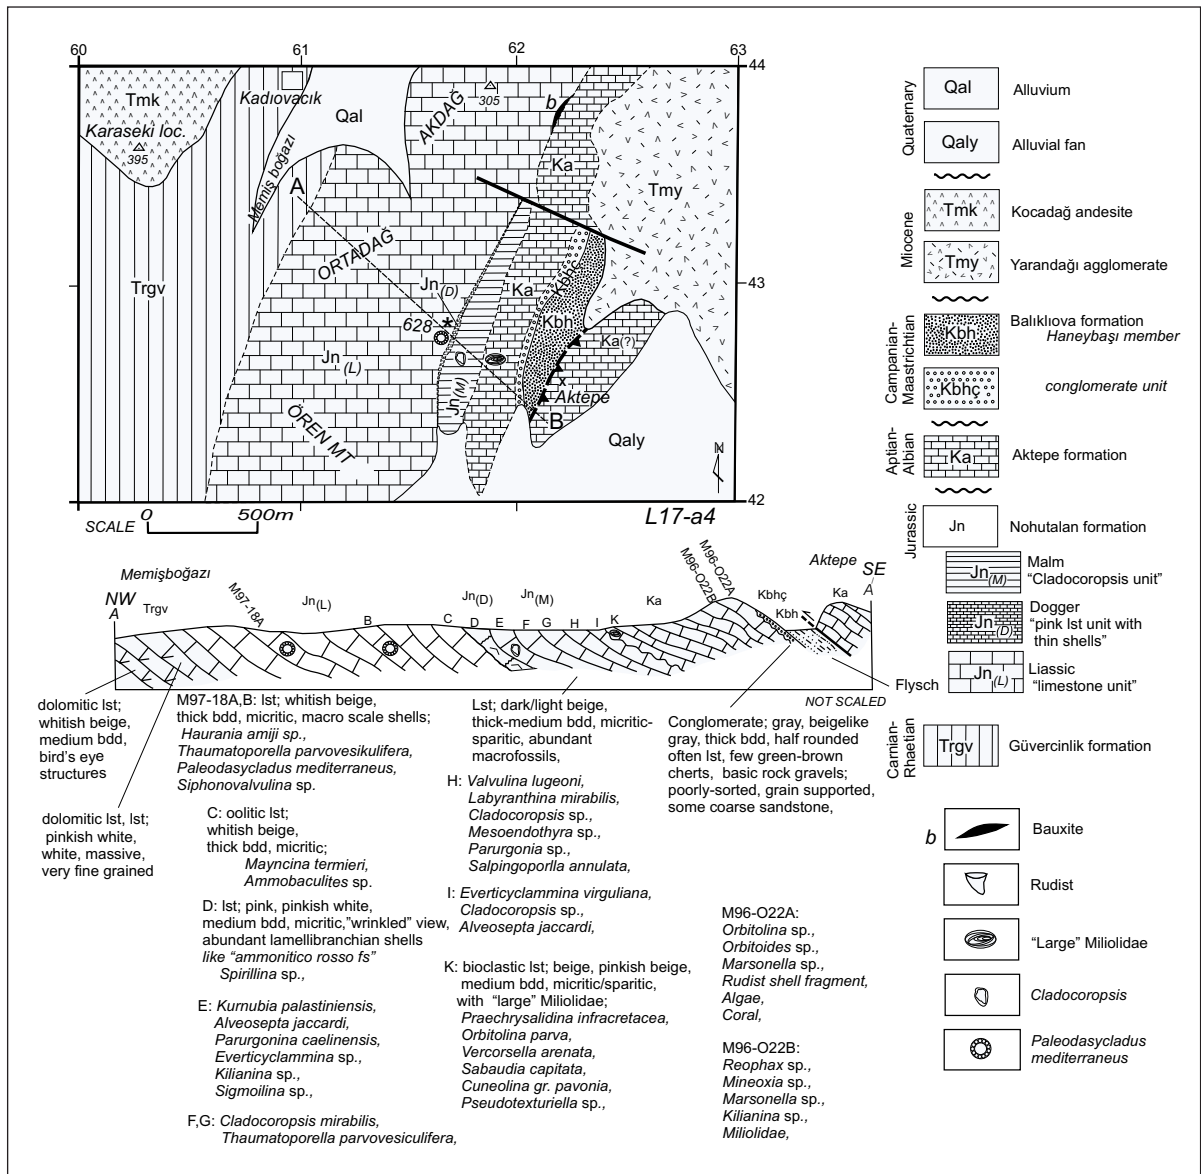 60
61
62
63
44
43
42
Tmk
Karaseki loc.
395
Kadıovacık
Memiş boğazı
Qal
AKDAĞ
305
b
Ka
Tmy
A
ORTADAĞ
Trgv
Jn(D)
628
*
Ka
Kbhç
Kbh
Ka(?)
Jn(L)
Jn(M)
x
Aktepe
B
ÖREN MT
Qaly
N
SCALE
0 500m
L17-a4
Quaternary
Qal Alluvium
Qaly Alluvial fan
Miocene
Tmk Kocadağ andesite
Tmy Yarandağı agglomerate
Campanian-
Maastrichtian
Kbh Balıklıova formation
Haneybaşı member
Kbhç conglomerate unit
Aptian-
Albian
Ka Aktepe formation
Jurassic
Jn Nohutalan formation
Jn(M) Malm
“Cladocoropsis unit”
Jn(D) Dogger
“pink lst unit with
thin shells”
Jn(L) Liassic
“limestone unit”
Carnian-
Rhaetian
Trgv Güvercinlik formation
b Bauxite
Rudist
“Large” Miliolidae
Cladocoropsis
Paleodasycladus
mediterraneus
Memişboğazı
NW
A
Trgv
M97-18A
Jn(L)
B
C
Jn(D)
D
E
Jn(M)
F
G
H
I
K
Ka
M96-O22B
M96-O22A
Kbhç
Kbh
Aktepe
Ka
SE
A
Flysch
NOT SCALED
dolomitic lst;
whitish beige,
medium bdd,
bird's eye
structures
dolomitic lst, lst;
pinkish white,
white, massive,
very fine grained
M97-18A,B: lst; whitish beige,
thick bdd, micritic, macro scale shells;
Haurania amiji sp.,
Thaumatoporella parvovesikulifera,
Paleodasycladus mediterraneus,
Siphonovalvulina sp.
C: oolitic lst;
whitish beige,
thick bdd, micritic;
Mayncina termieri,
Ammobaculites sp.
D: lst; pink, pinkish white,
medium bdd, micritic,”wrinkled” view,
abundant lamellibranchian shells
like “ammonitico rosso fs”
Spirillina sp.,
E: Kurnubia palastiniensis,
Alveosepta jaccardi,
Parurgonina caelinensis,
Everticyclammina sp.,
Kilianina sp.,
Sigmoilina sp.,
F,G: Cladocoropsis mirabilis,
Thaumatoporella parvovesiculifera,
Lst; dark/light beige,
thick-medium bdd, micritic-
sparitic, abundant
macrofossils,
H: Valvulina lugeoni,
Labyranthina mirabilis,
Cladocoropsis sp.,
Mesoendothyra sp.,
Parurgonia sp.,
Salpingoporlla annulata,
I: Everticyclammina virguliana,
Cladocoropsis sp.,
Alveosepta jaccardi,
K: bioclastic lst; beige, pinkish beige,
medium bdd, micritic/sparitic,
with “large” Miliolidae;
Praechrysalidina infracretacea,
Orbitolina parva,
Vercorsella arenata,
Sabaudia capitata,
Cuneolina gr. pavonia,
Pseudotexturiella sp.,
Conglomerate; gray, beigelike
gray, thick bdd, half rounded
often lst, few green-brown
cherts, basic rock gravels;
poorly-sorted, grain supported,
some coarse sandstone,
M96-O22A:
Orbitolina sp.,
Orbitoides sp.,
Marsonella sp.,
Rudist shell fragment,
Algae,
Coral,
M96-O22B:
Reophax sp.,
Mineoxia sp.,
Marsonella sp.,
Kilianina sp.,
Miliolidae,